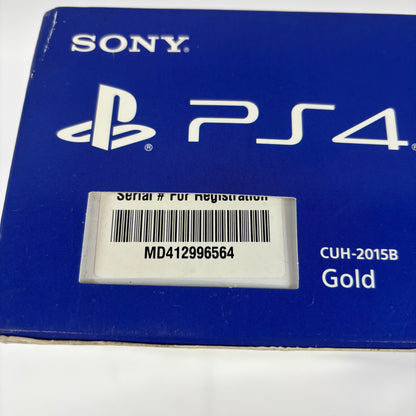 SONY®
PS4®
Serial # For Registration
MD412996564
CUH-2015B
Gold